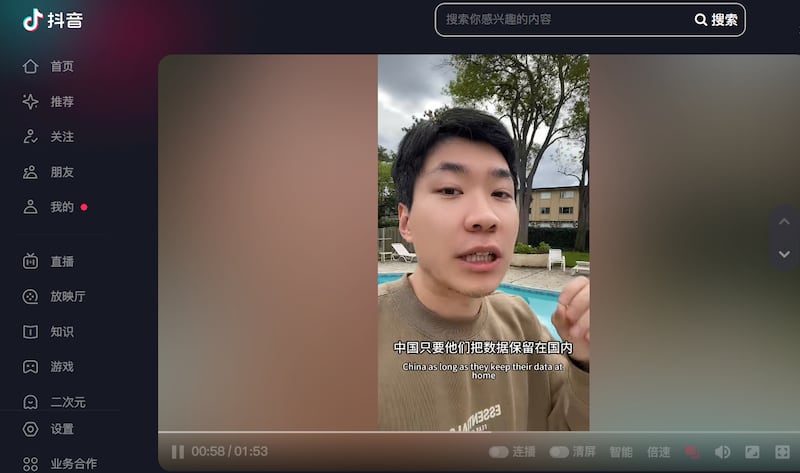 抖音
搜索你感兴趣的内容
搜索
首页
推荐
关注
朋友
我的
直播
放映厅
知识
游戏
二次元
设置
业务合作
中国只要他们把数据保留在国内
China as long as they keep their data at
home
ESSENTIALS
00:58 / 01:53
连播
清屏
智能
倍速